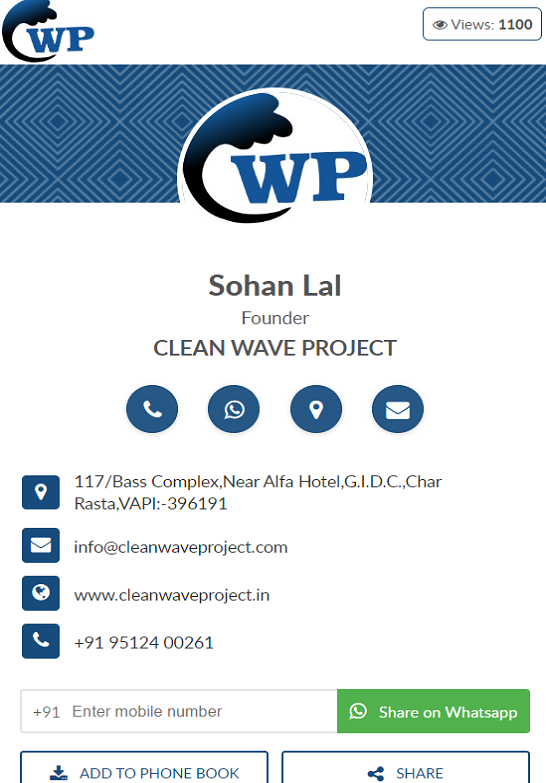 WP
Views: 1100
WP
Sohan Lal
Founder
CLEAN WAVE PROJECT
117/Bass Complex,Near Alfa Hotel,G.I.D.C.,Char
Rasta,VAPI:-396191
info@cleanwaveproject.com
www.cleanwaveproject.in
+91 95124 00261
+91 Enter mobile number
Share on Whatsapp
ADD TO PHONE BOOK
SHARE